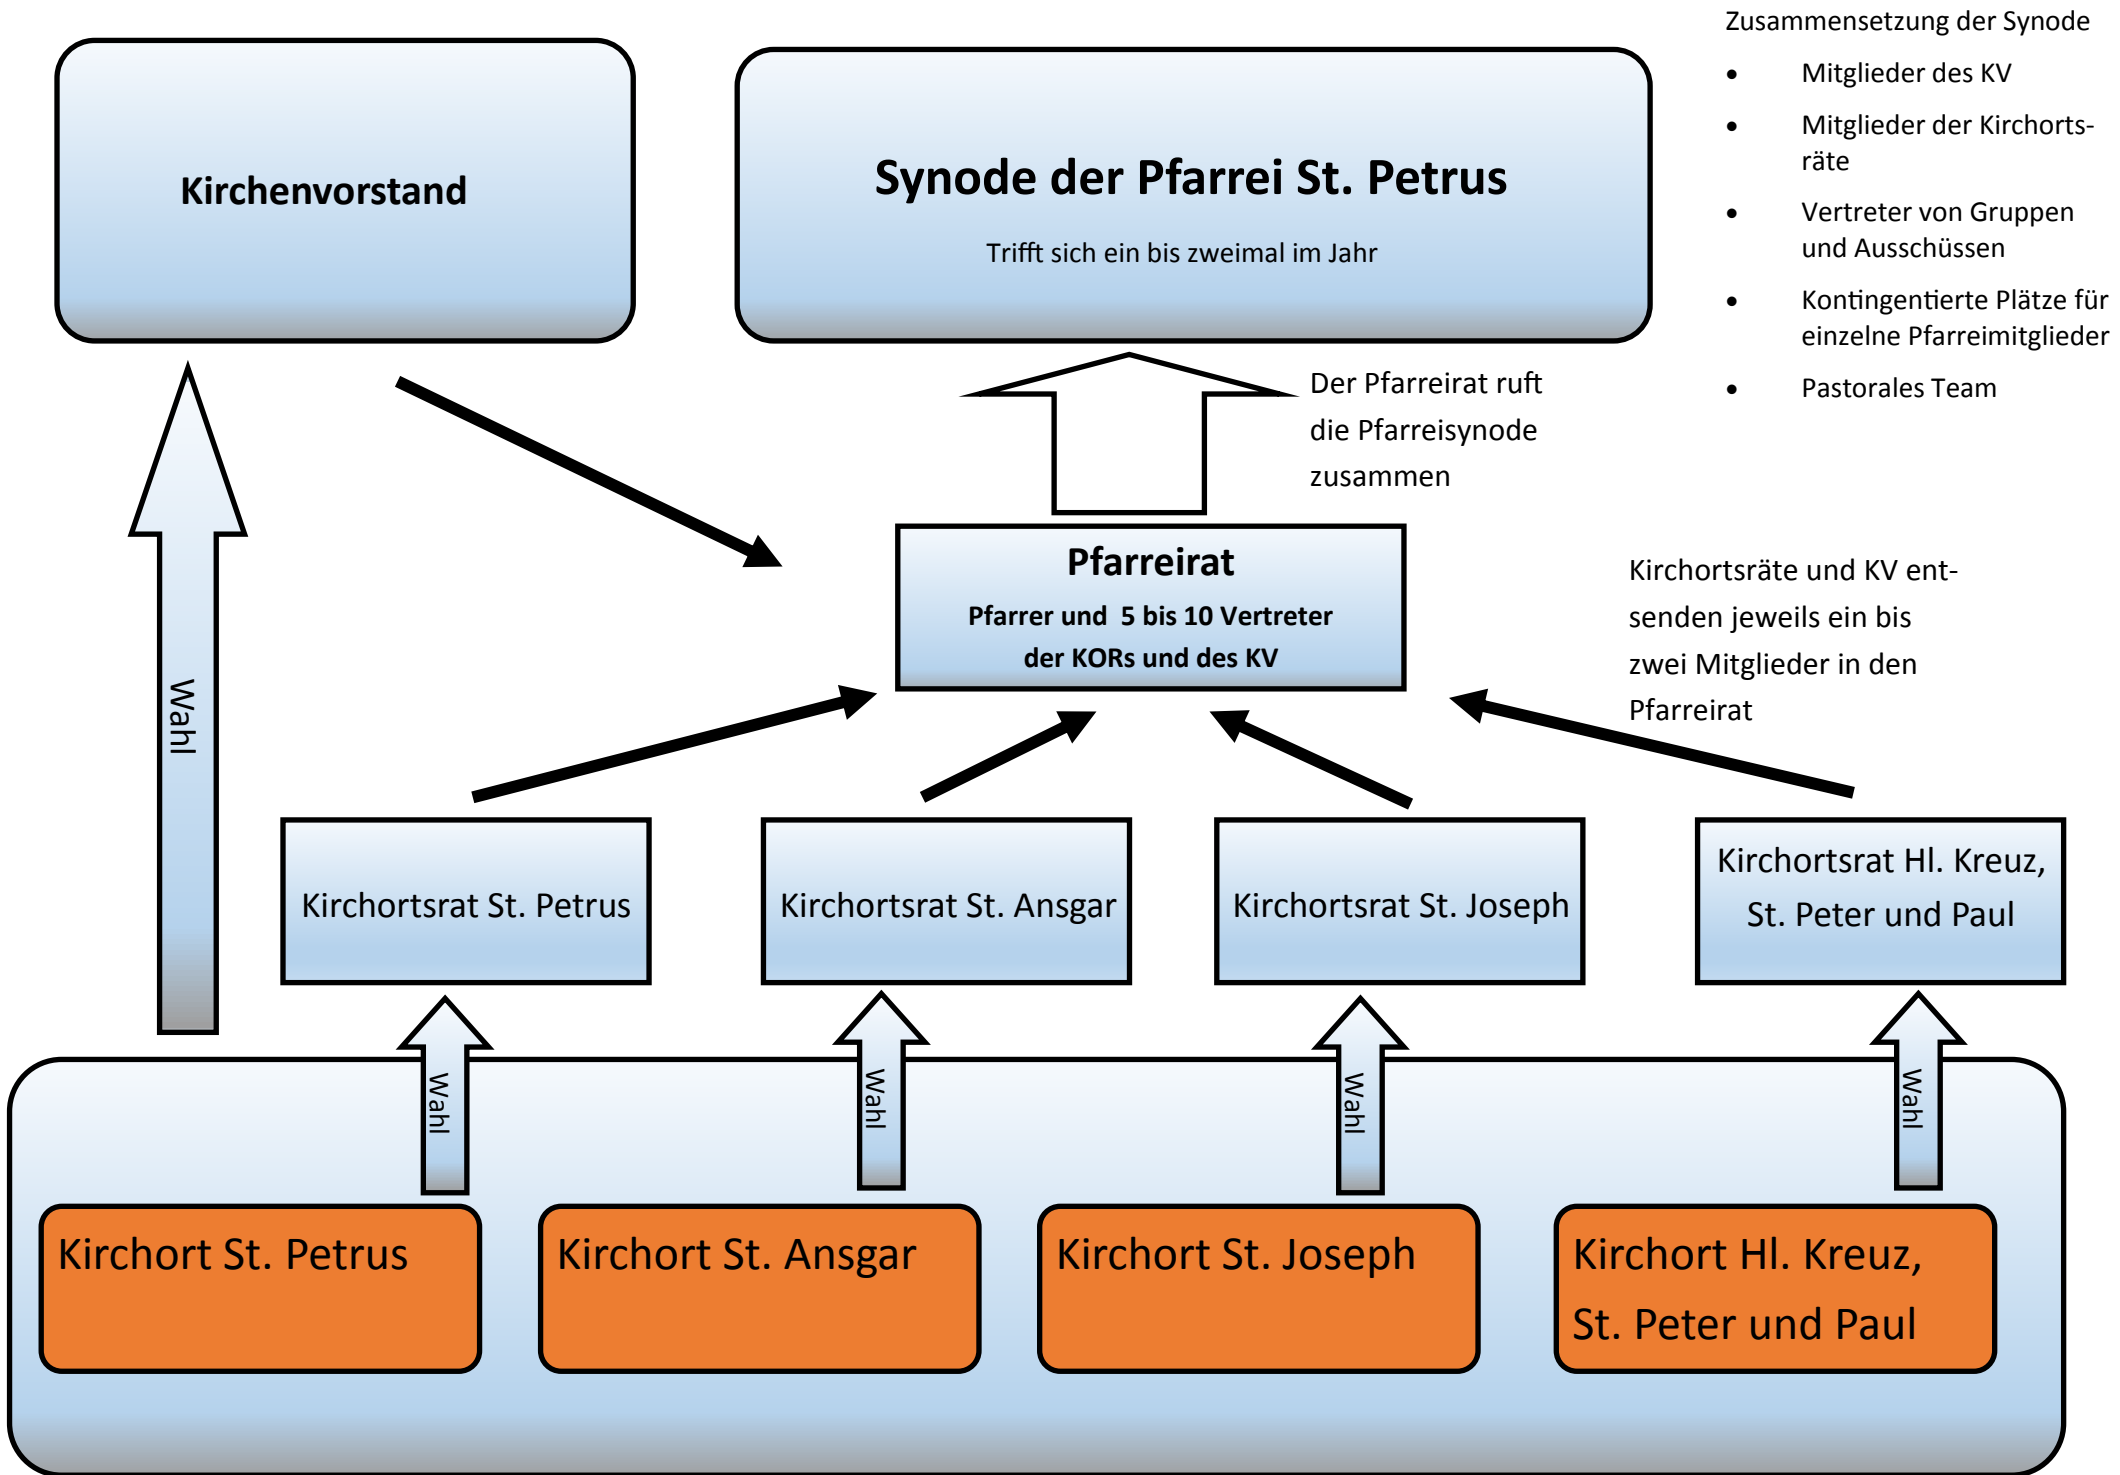 Zusammensetzung der Synode
• Mitglieder des KV
• Mitglieder der Kirchorts-
räte
• Vertreter von Gruppen
und Ausschüssen
• Kontingentierte Plätze für
einzelne Pfarreimitglieder
• Pastorales Team
Kirchenvorstand
Synode der Pfarrei St. Petrus
Trifft sich ein bis zweimal im Jahr
Der Pfarreirat ruft
die Pfarreisynode
zusammen
Pfarreirat
Pfarrer und 5 bis 10 Vertreter
der KORs und des KV
Kirchortsräte und KV ent-
senden jeweils ein bis
zwei Mitglieder in den
Pfarreirat
Wahl
Kirchortsrat St. Petrus
Kirchortsrat St. Ansgar
Kirchortsrat St. Joseph
Kirchortsrat Hl. Kreuz,
St. Peter und Paul
Wahl
Wahl
Wahl
Wahl
Kirchort St. Petrus
Kirchort St. Ansgar
Kirchort St. Joseph
Kirchort Hl. Kreuz,
St. Peter und Paul